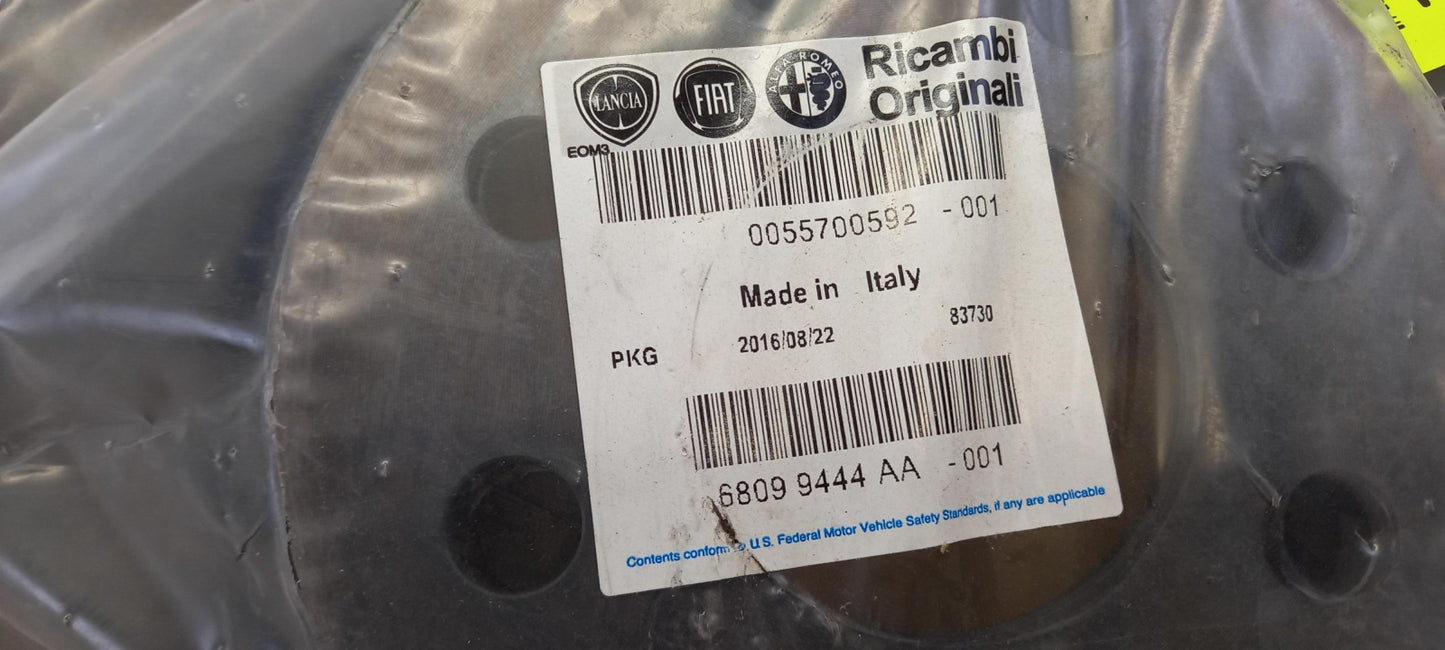 LANCIA FIAT ALFA ROMEO Ricambi
Originali
EOM3
0055700592 - 001
Made in Italy
PKG 2016/08/22 83730
6809 9444 AA - 001
Contents conform U.S. Federal Motor Vehicle Safety Standards, if any are applicable